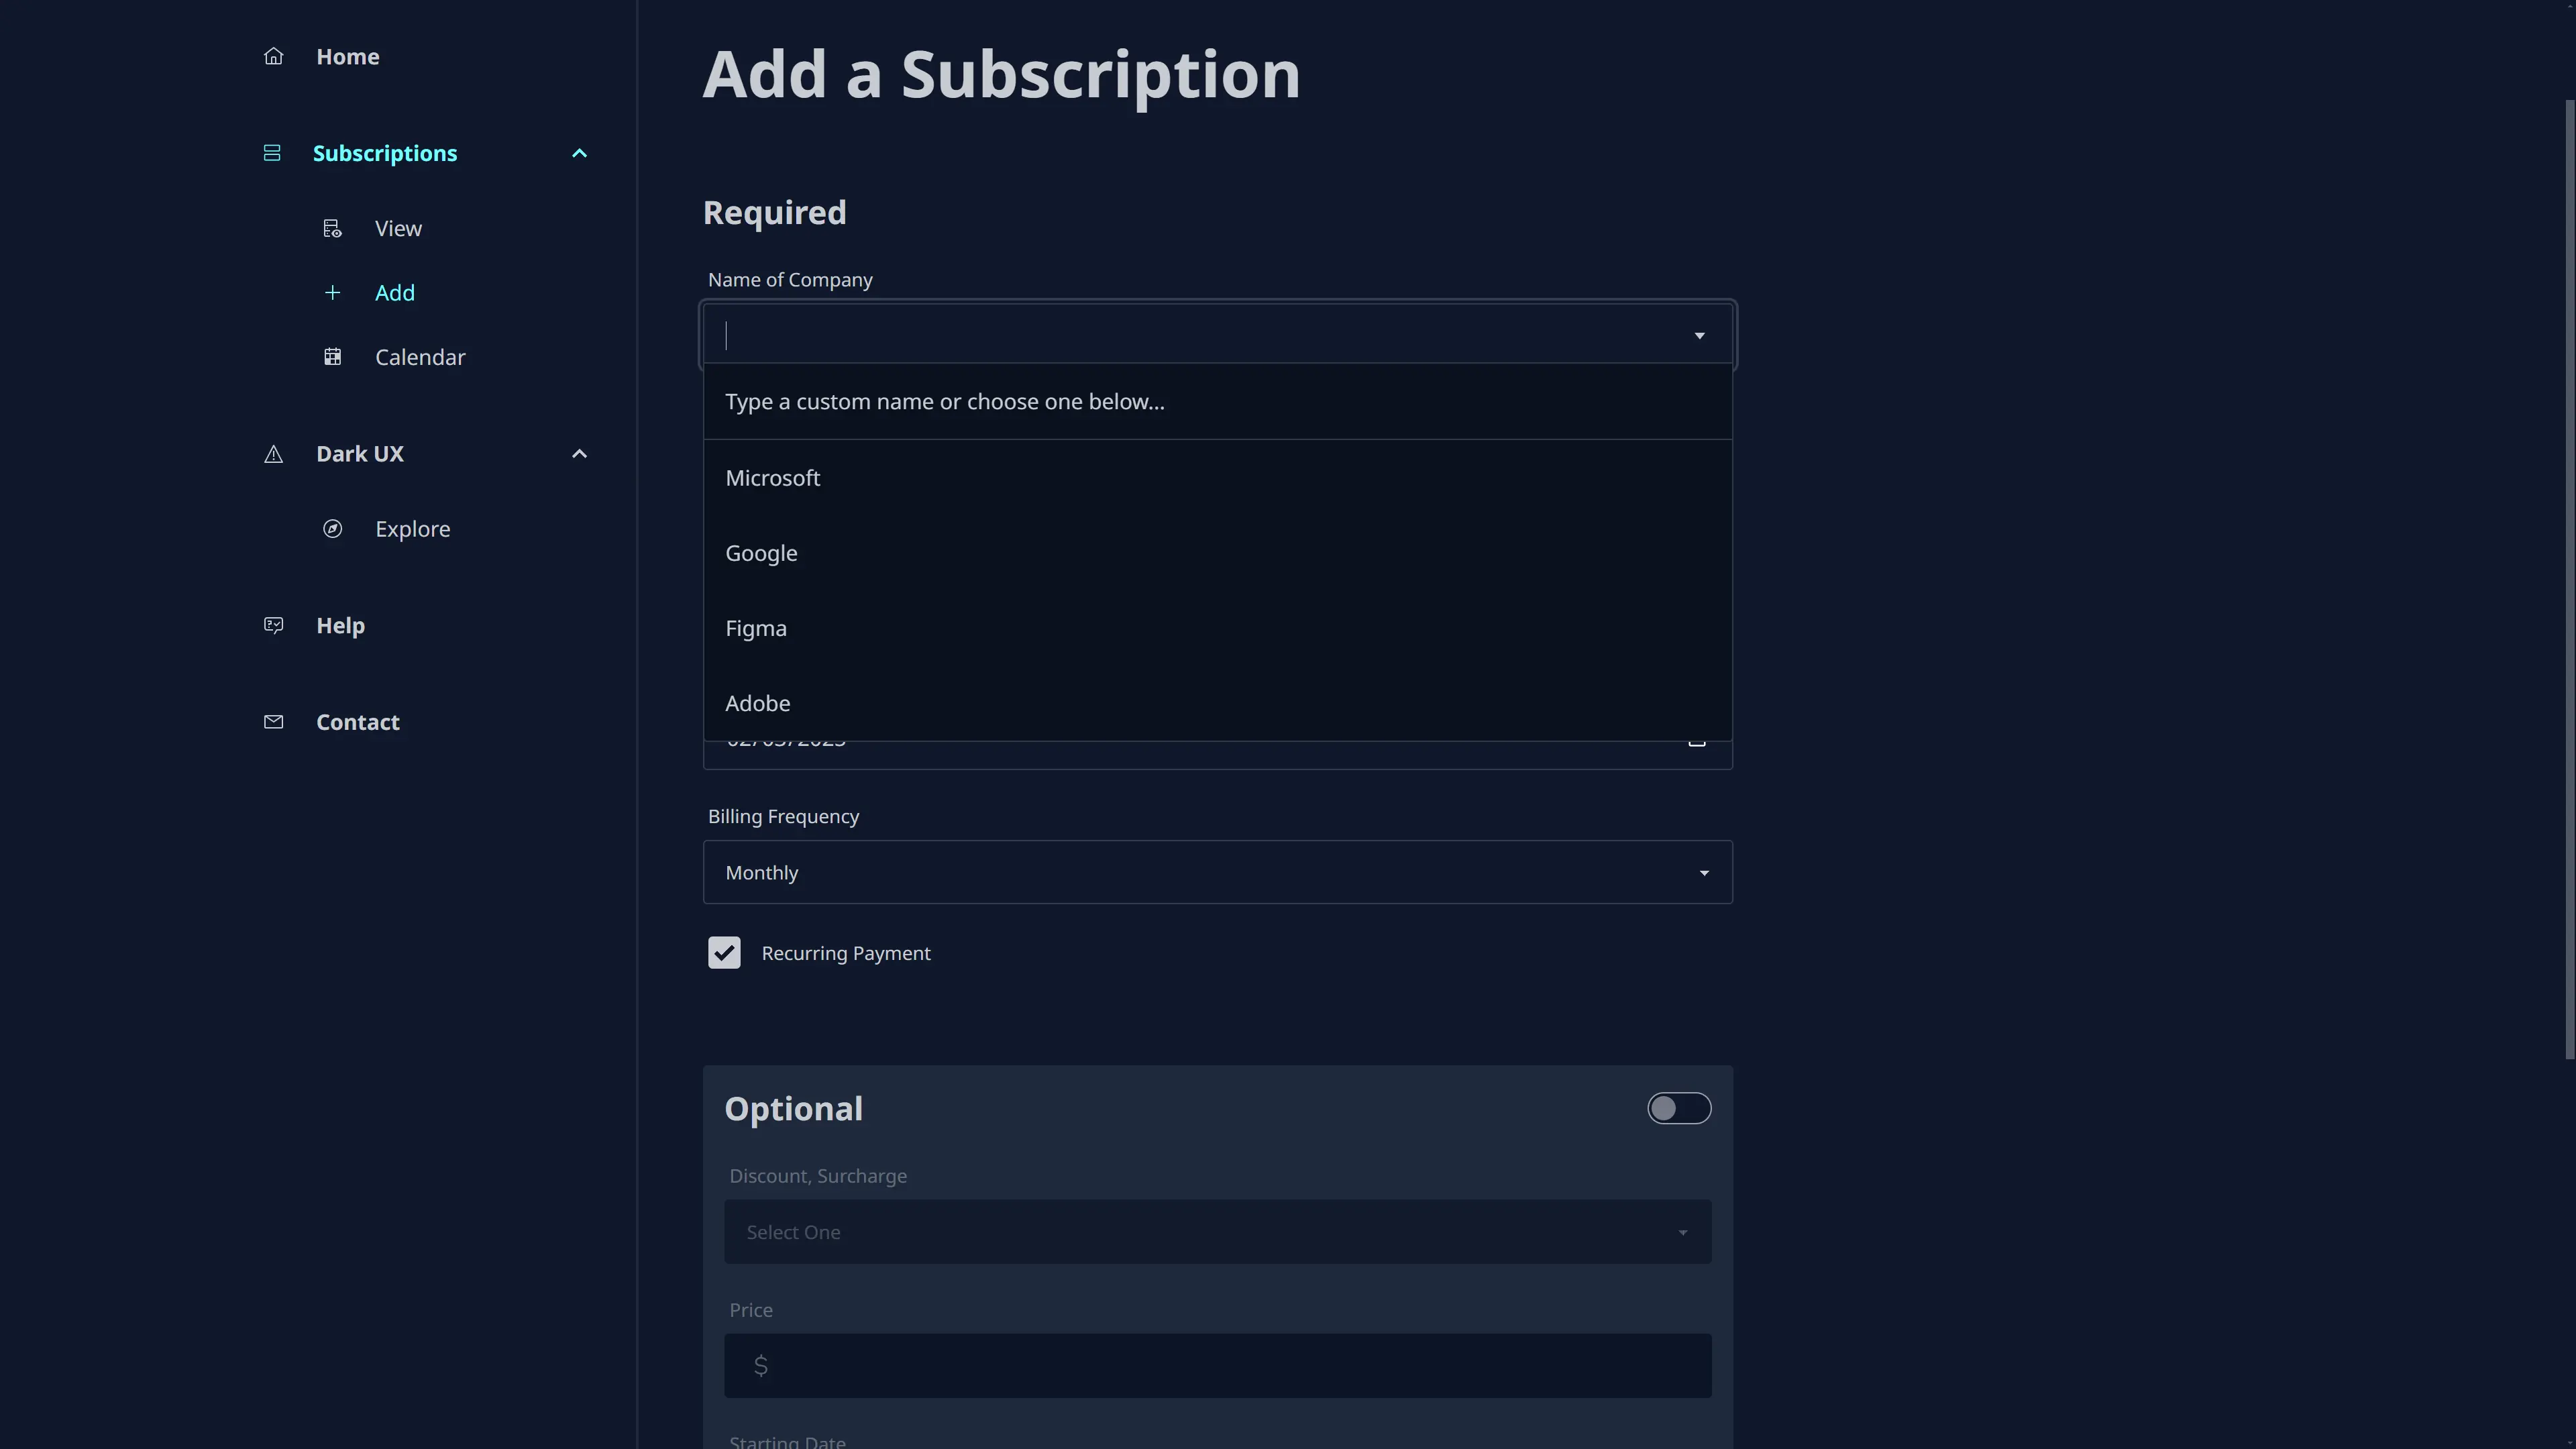 Home
Subscriptions
View
Add
Calendar
Dark UX
Explore
Help
Contact
Add a Subscription
Required
Name of Company
Type a custom name or choose one below...
Microsoft
Google
Figma
Adobe
Billing Frequency
Monthly
Recurring Payment
Optional
Discount, Surcharge
Select One
Price
$
Starting Date